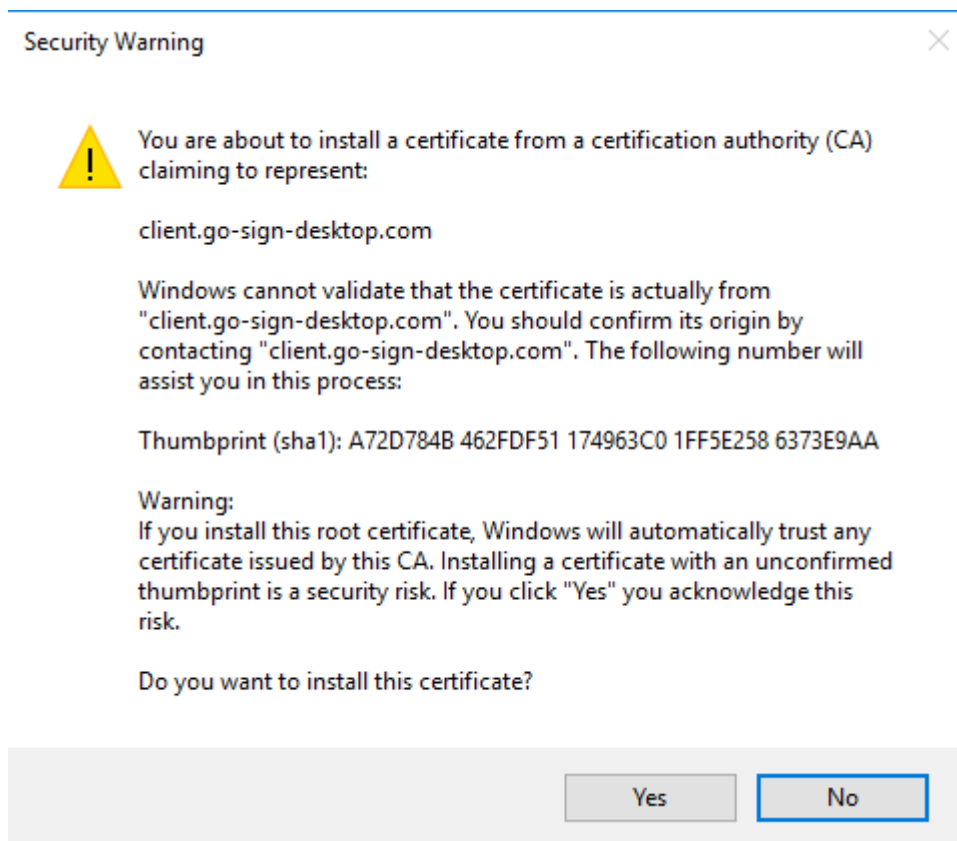 Security Warning
You are about to install a certificate from a certification authority (CA)
claiming to represent:
client.go-sign-desktop.com
Windows cannot validate that the certificate is actually from
"client.go-sign-desktop.com". You should confirm its origin by
contacting "client.go-sign-desktop.com". The following number will
assist you in this process:
Thumbprint (sha1): A72D784B 462FDF51 174963C0 1FF5E258 6373E9AA
Warning:
If you install this root certificate, Windows will automatically trust any
certificate issued by this CA. Installing a certificate with an unconfirmed
thumbprint is a security risk. If you click "Yes" you acknowledge this
risk.
Do you want to install this certificate?
Yes
No